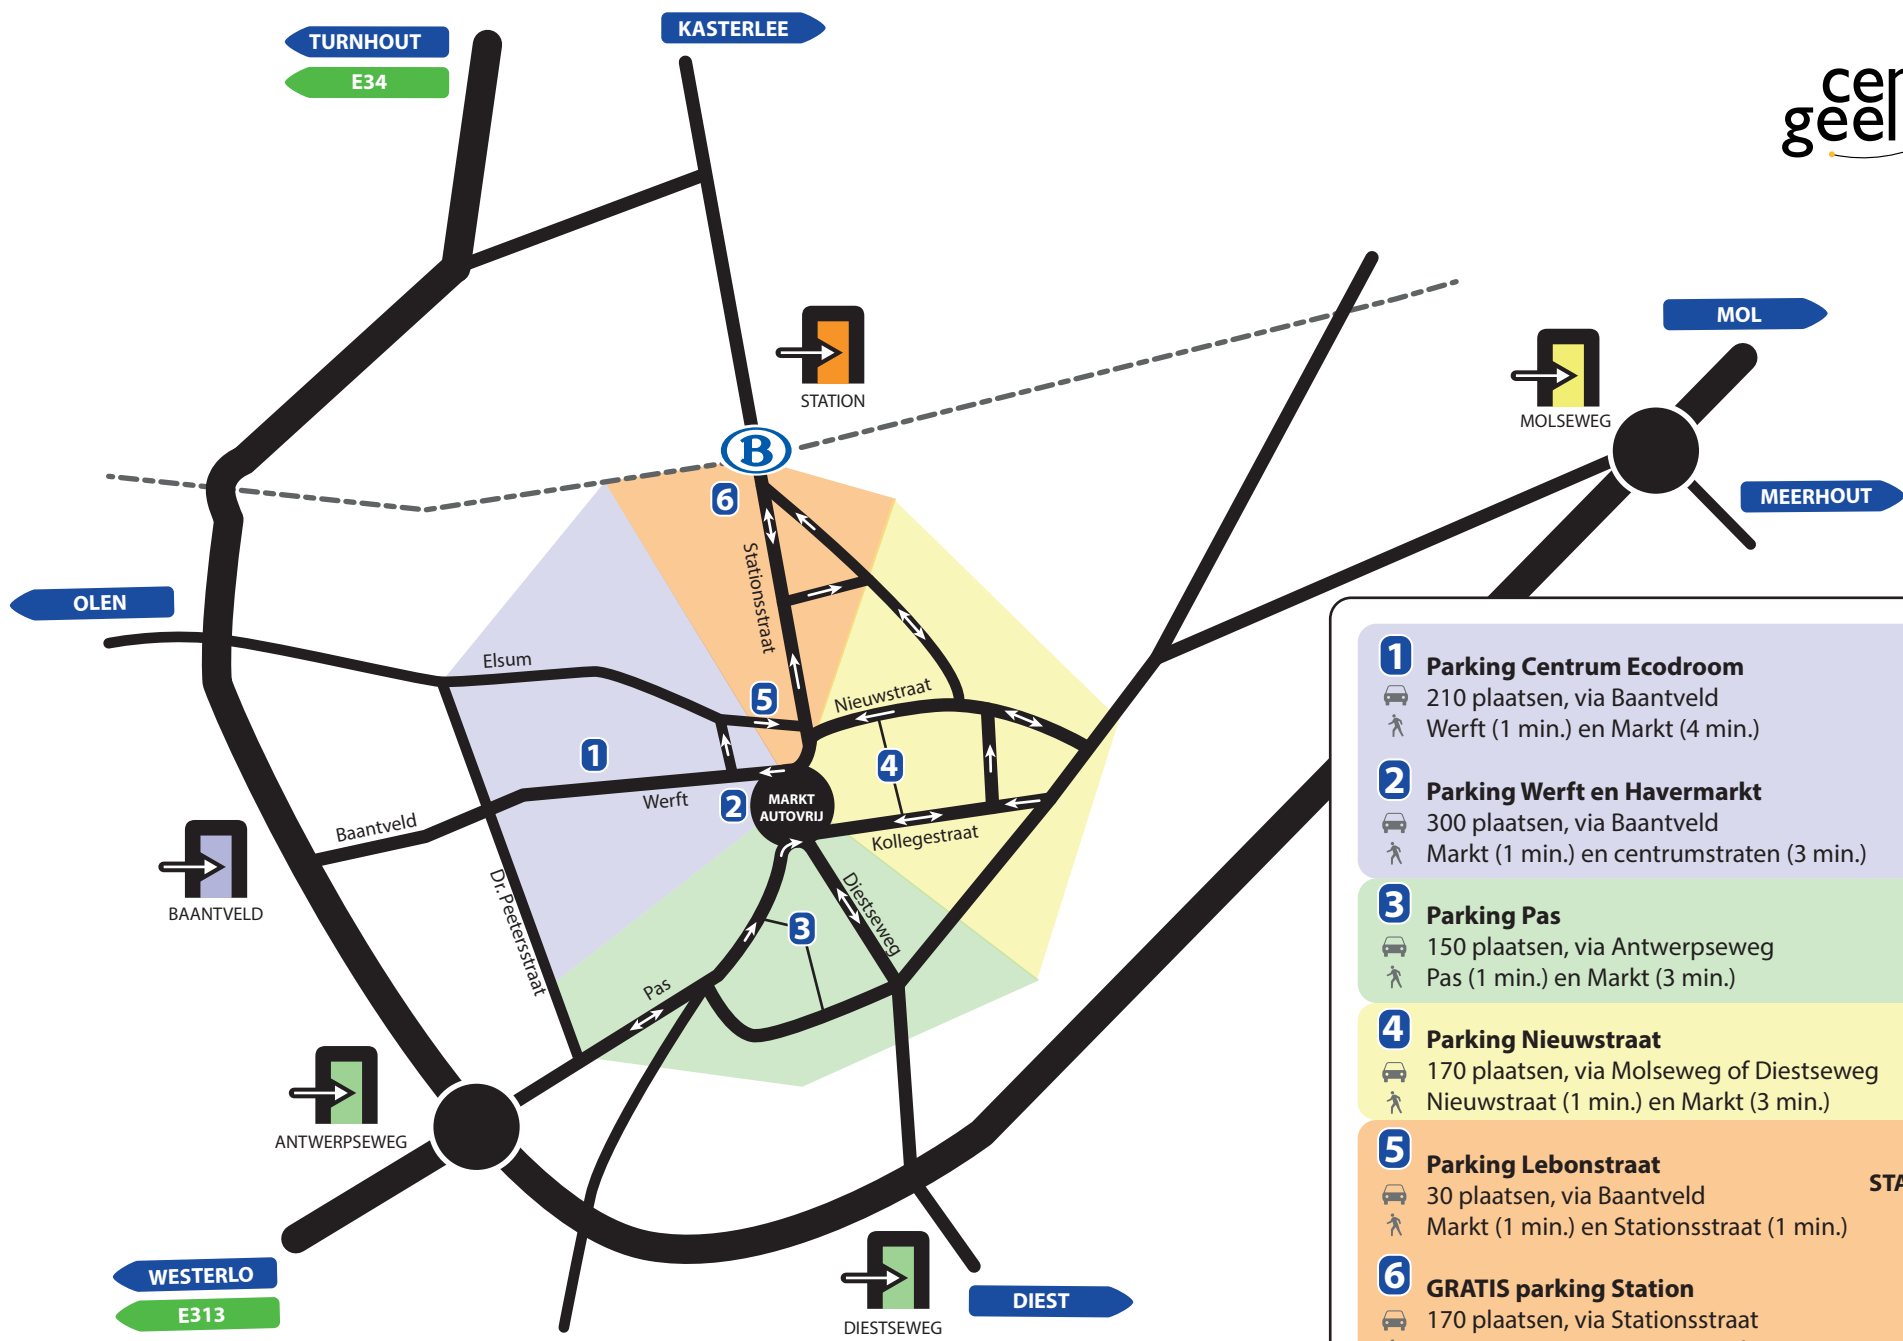 TURNHOUT
E34
KASTERLEE
geel
STATION
MOL
MOLSEWEG
MEERHOUT
B
6
Stationsstraat
OLEN
Elsum
5
Nieuwstraat
1
4
Werft
2
MARKT
AUTOVRIJ
Baantveld
Kollegestraat
BAANTVELD
Dr. Peetersstraat
Diestseweg
3
Pas
ANTWERPSEWEG
WESTERLO
E313
DIESTSEWEG
DIEST
1 Parking Centrum Ecodroom
210 plaatsen, via Baantveld
Werft (1 min.) en Markt (4 min.)
2 Parking Werft en Havermarkt
300 plaatsen, via Baantveld
Markt (1 min.) en centrumstraten (3 min.)
3 Parking Pas
150 plaatsen, via Antwerpseweg
Pas (1 min.) en Markt (3 min.)
4 Parking Nieuwstraat
170 plaatsen, via Molseweg of Diestseweg
Nieuwstraat (1 min.) en Markt (3 min.)
5 Parking Lebonstraat
30 plaatsen, via Baantveld
Markt (1 min.) en Stationsstraat (1 min.)
6 GRATIS parking Station
170 plaatsen, via Stationsstraat